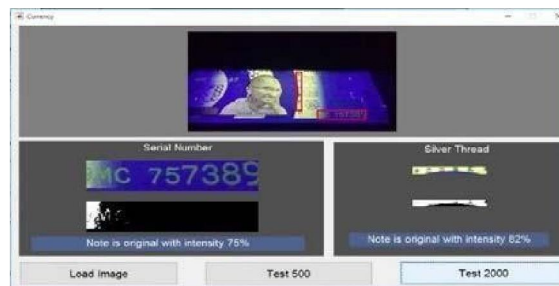 Currency
Serial Number
MC 757389
Note is original with intensity 75%
Silver Thread
Note is original with intensity 82%
Load Image
Test 500
Test 2000